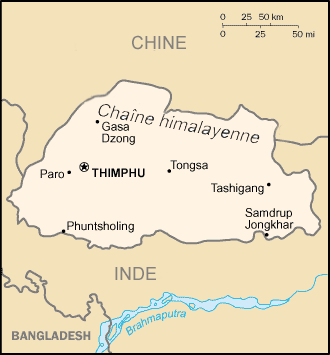 0 25 50 km
0 25 50 mi
CHINE
Chaîne himalayenne
Gasa
Dzong
Paro
THIMPHU
Tongsa
Tashigang
Phuntsholing
Samdrup
Jongkhar
INDE
Brahmaputra
BANGLADESH